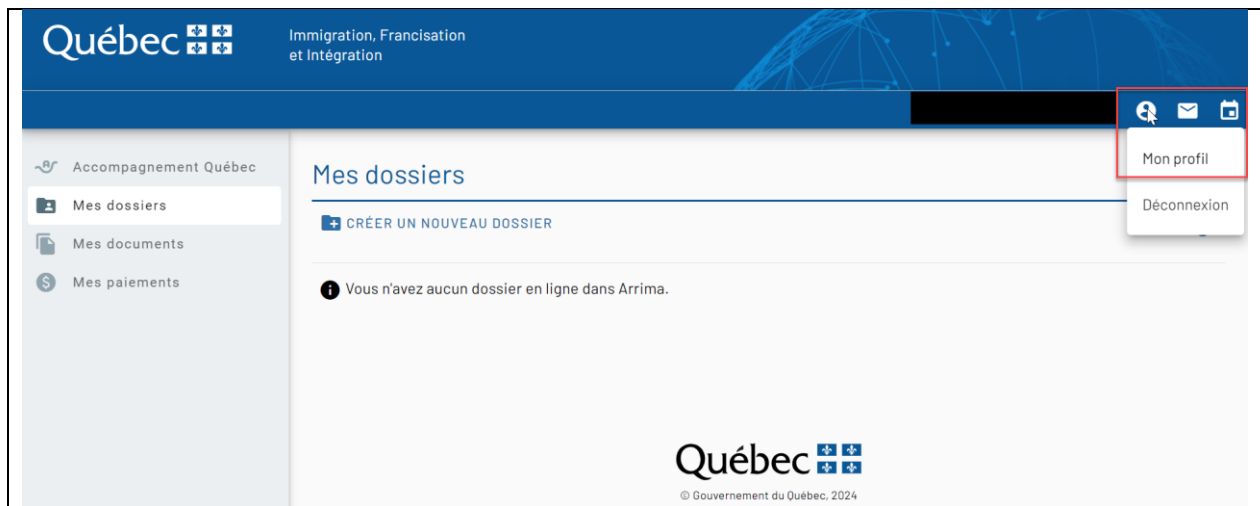 Québec
Immigration, Francisation
et Intégration
Mon profil
Déconnexion
Accompagnement Québec
Mes dossiers
Mes documents
Mes paiements
Mes dossiers
CRÉER UN NOUVEAU DOSSIER
Vous n'avez aucun dossier en ligne dans Arrima.
Québec
© Gouvernement du Québec, 2024